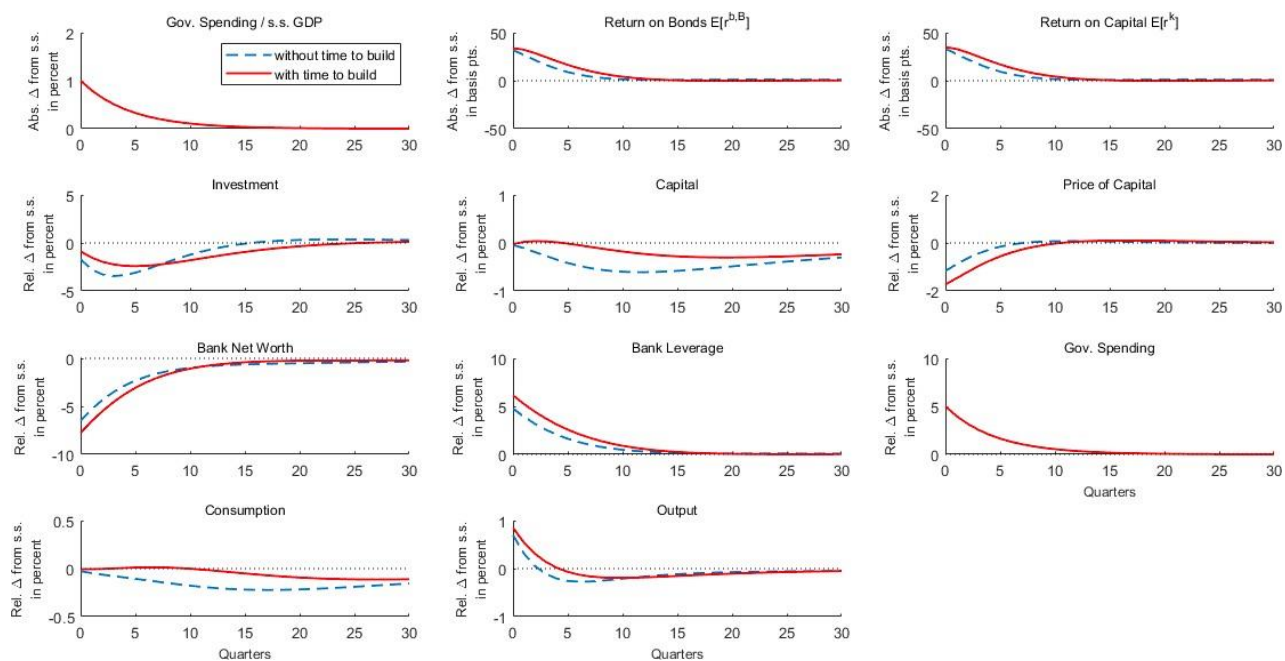 Gov. Spending / s.s. GDP
Abs. Δ from s.s.
in percent
2
1
0
0 5 10 15 20 25 30
without time to build
with time to build
Return on Bonds E[r^{b,B}]
Abs. Δ from s.s.
in basis pts.
50
0
-50
0 5 10 15 20 25 30
Return on Capital E[r^k]
Abs. Δ from s.s.
in basis pts.
50
0
-50
0 5 10 15 20 25 30
Investment
Rel. Δ from s.s.
in percent
5
0
-5
0 5 10 15 20 25 30
Capital
Rel. Δ from s.s.
in percent
1
0
-1
0 5 10 15 20 25 30
Price of Capital
Rel. Δ from s.s.
in percent
2
0
-2
0 5 10 15 20 25 30
Bank Net Worth
Rel. Δ from s.s.
in percent
0
-5
-10
0 5 10 15 20 25 30
Bank Leverage
Rel. Δ from s.s.
in percent
10
5
0
0 5 10 15 20 25 30
Gov. Spending
Rel. Δ from s.s.
in percent
10
5
0
0 5 10 15 20 25 30
Quarters
Consumption
Rel. Δ from s.s.
in percent
0.5
0
-0.5
0 5 10 15 20 25 30
Quarters
Output
Rel. Δ from s.s.
in percent
1
0
-1
0 5 10 15 20 25 30
Quarters